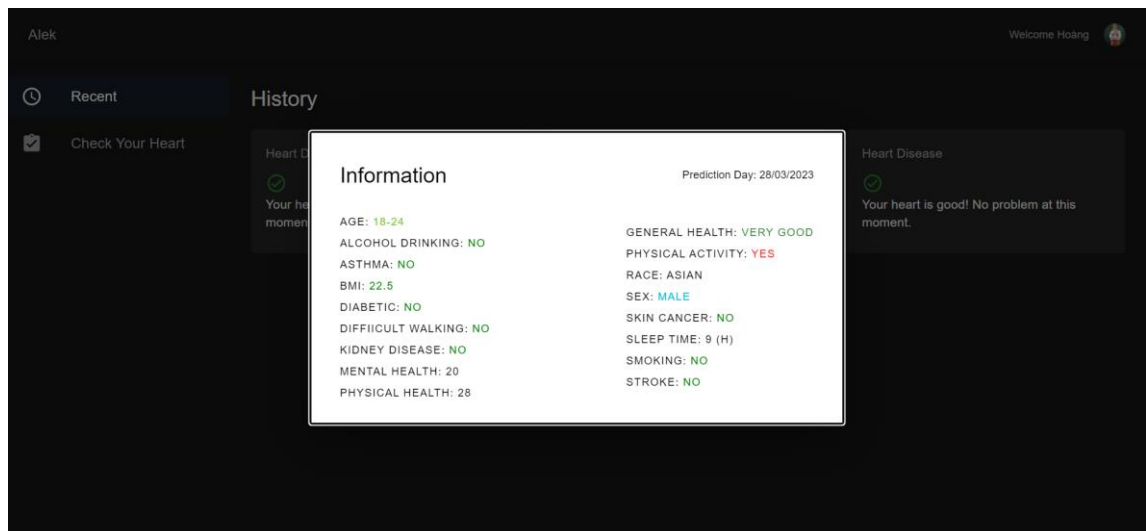 Alek
Welcome Hoàng
Recent
Check Your Heart
History
Heart D
Your he
momen
Information
Prediction Day: 28/03/2023
AGE: 18-24
ALCOHOL DRINKING: NO
ASTHMA: NO
BMI: 22.5
DIABETIC: NO
DIFFIICULT WALKING: NO
KIDNEY DISEASE: NO
MENTAL HEALTH: 20
PHYSICAL HEALTH: 28
GENERAL HEALTH: VERY GOOD
PHYSICAL ACTIVITY: YES
RACE: ASIAN
SEX: MALE
SKIN CANCER: NO
SLEEP TIME: 9 (H)
SMOKING: NO
STROKE: NO
Heart Disease
Your heart is good! No problem at this
moment.